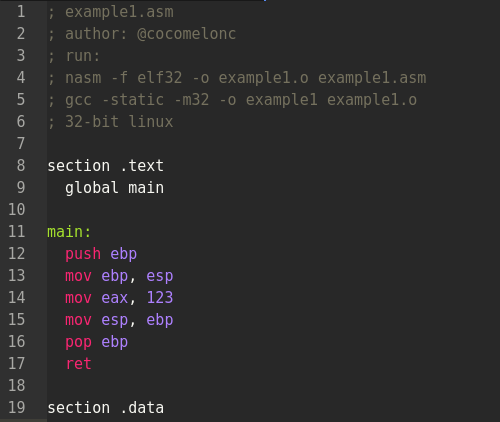 1 ; example1.asm
2 ; author: @cocomelonc
3 ; run:
4 ; nasm -f elf32 -o example1.o example1.asm
5 ; gcc -static -m32 -o example1 example1.o
6 ; 32-bit linux
7
8 section .text
9   global main
10
11 main:
12   push ebp
13   mov ebp, esp
14   mov eax, 123
15   mov esp, ebp
16   pop ebp
17   ret
18
19 section .data